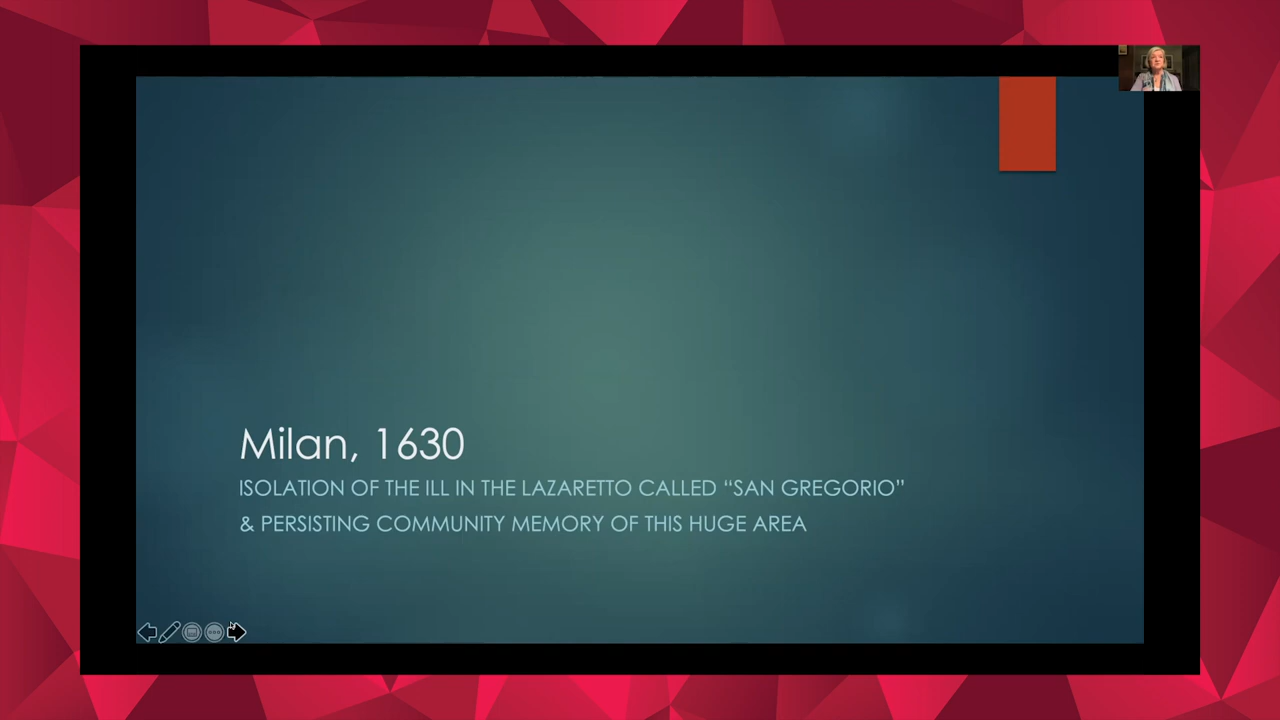 Milan, 1630
ISOLATION OF THE ILL IN THE LAZARETTO CALLED “SAN GREGORIO”
& PERSISTING COMMUNITY MEMORY OF THIS HUGE AREA